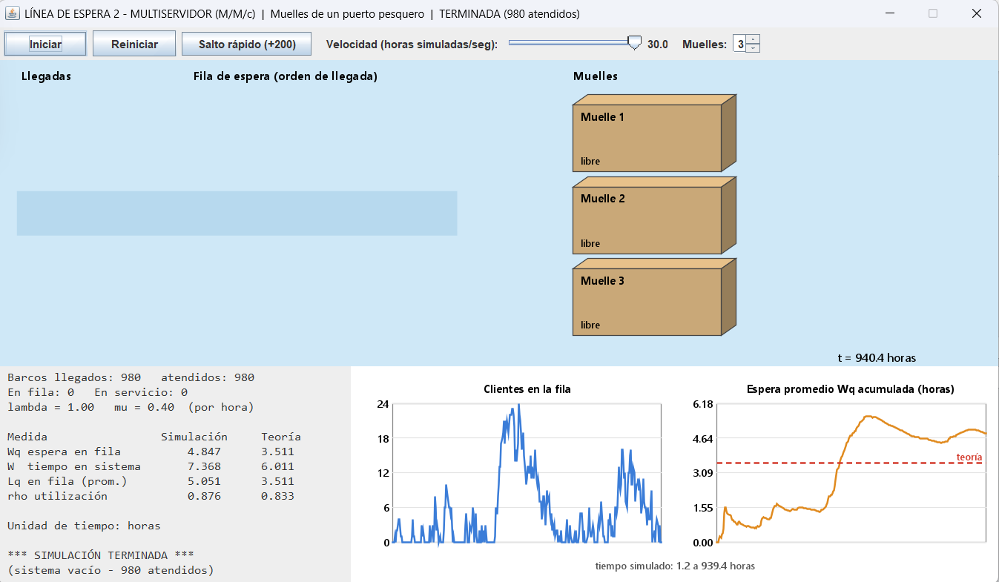 LÍNEA DE ESPERA 2 - MULTISERVIDOR (M/M/c) | Muelles de un puerto pesquero | TERMINADA (980 atendidos)
Iniciar Reiniciar Salto rápido (+200) Velocidad (horas simuladas/seg): 30.0 Muelles: 3
Llegadas Fila de espera (orden de llegada) Muelles
Muelle 1
libre
Muelle 2
libre
Muelle 3
libre
t = 940.4 horas
Barcos llegados: 980 atendidos: 980
En fila: 0 En servicio: 0
lambda = 1.00 mu = 0.40 (por hora)
Medida Simulación Teoría
Wq espera en fila 4.847 3.511
W tiempo en sistema 7.368 6.011
Lq en fila (prom.) 5.051 3.511
rho utilización 0.876 0.833
Unidad de tiempo: horas
*** SIMULACIÓN TERMINADA ***
(sistema vacío - 980 atendidos)
Clientes en la fila
24
18
12
6
0
Espera promedio Wq acumulada (horas)
6.18
4.64
teoría
3.09
1.55
0.00
tiempo simulado: 1.2 a 939.4 horas